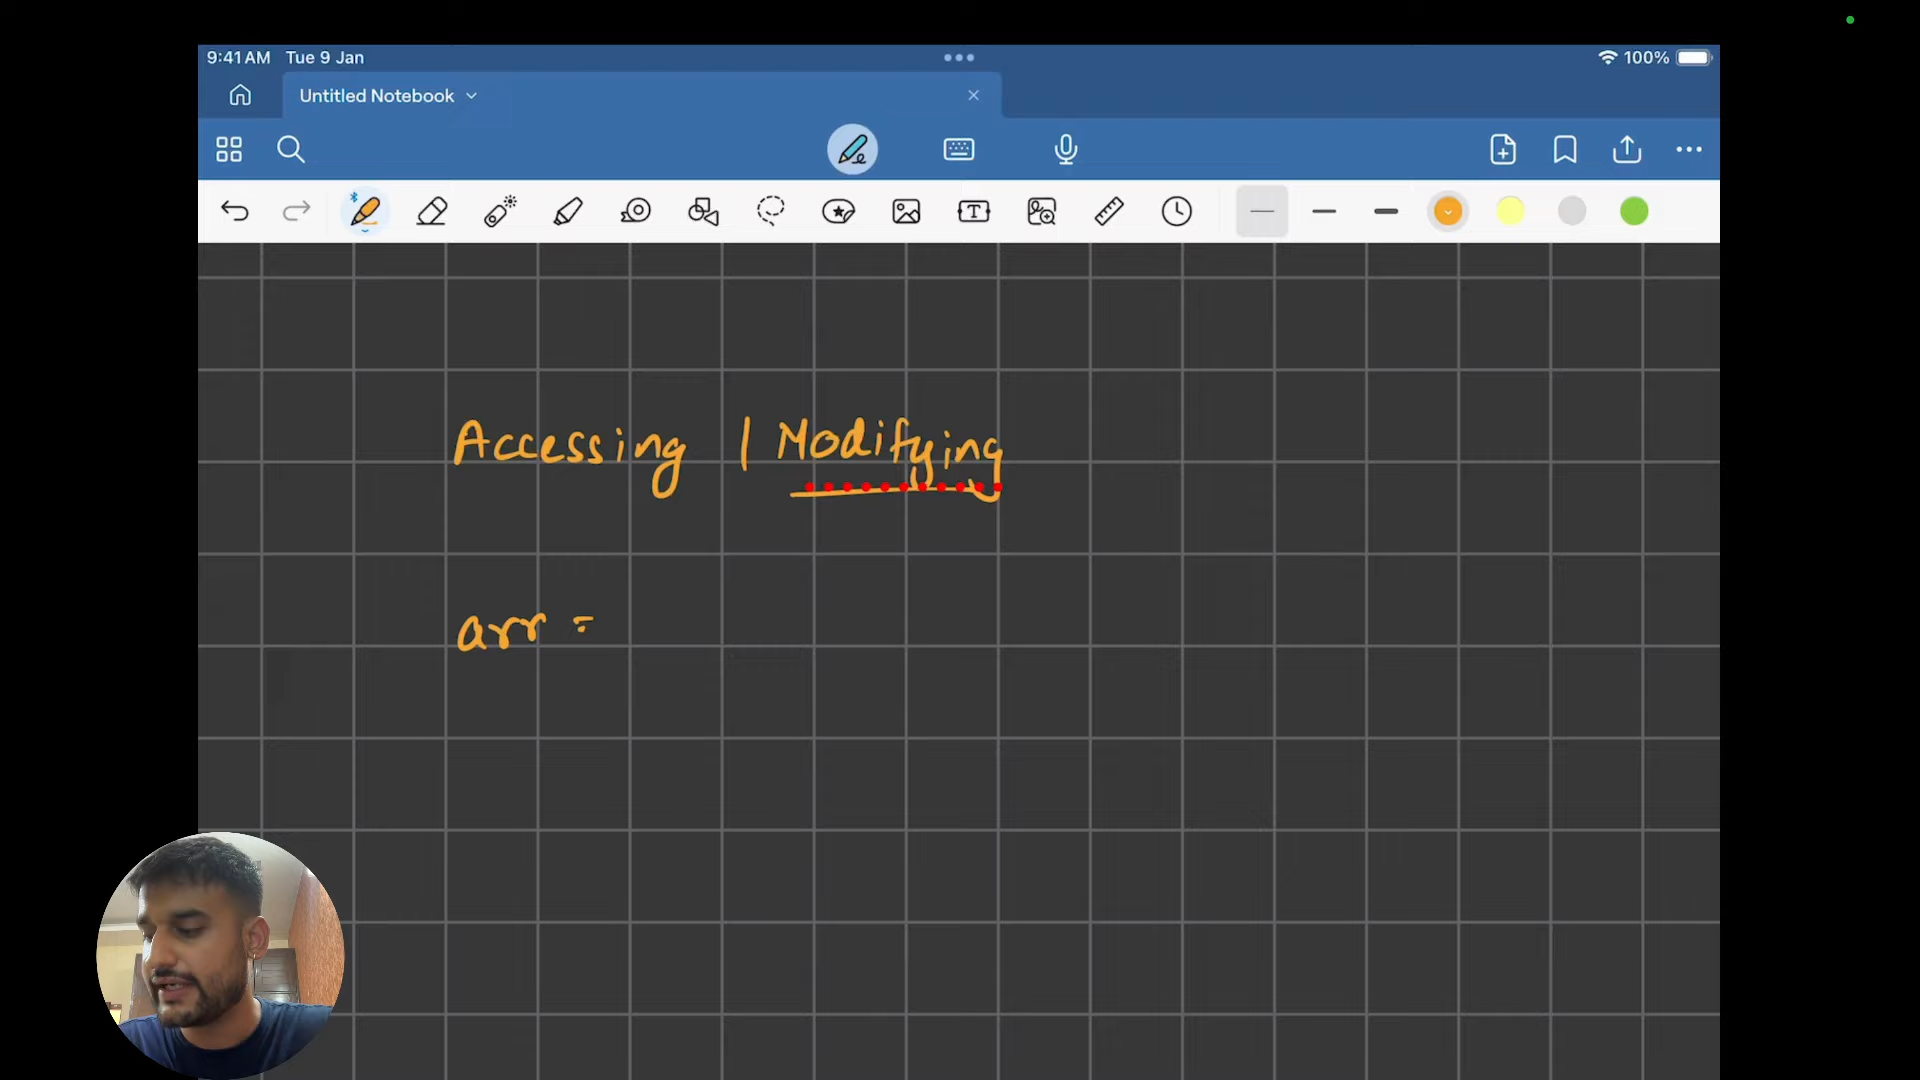 9:41 AM Tue 9 Jan 100%
Untitled Notebook
Accessing | Modifying
arr =